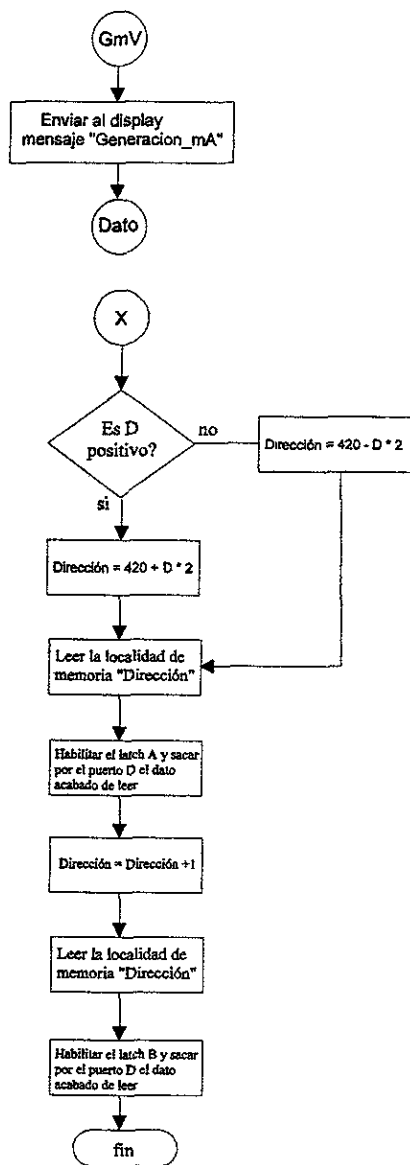 GmV
Enviar al display
mensaje "Generacion_mA"
Dato
X
Es D
positivo?
no
Dirección = 420 - D * 2
si
Dirección = 420 + D * 2
Leer la localidad de
memoria "Dirección"
Habilitar el latch A y sacar
por el puerto D el dato
acabado de leer
Dirección = Dirección +1
Leer la localidad de
memoria "Dirección"
Habilitar el latch B y sacar
por el puerto D el dato
acabado de leer
fin